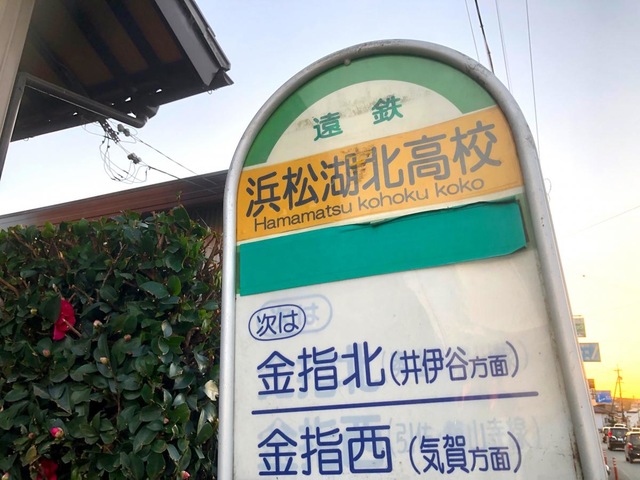 遠鉄
浜松湖北高校
Hamamatsu kohoku koko
次は
金指北(井伊谷方面)
金指西(気賀方面)